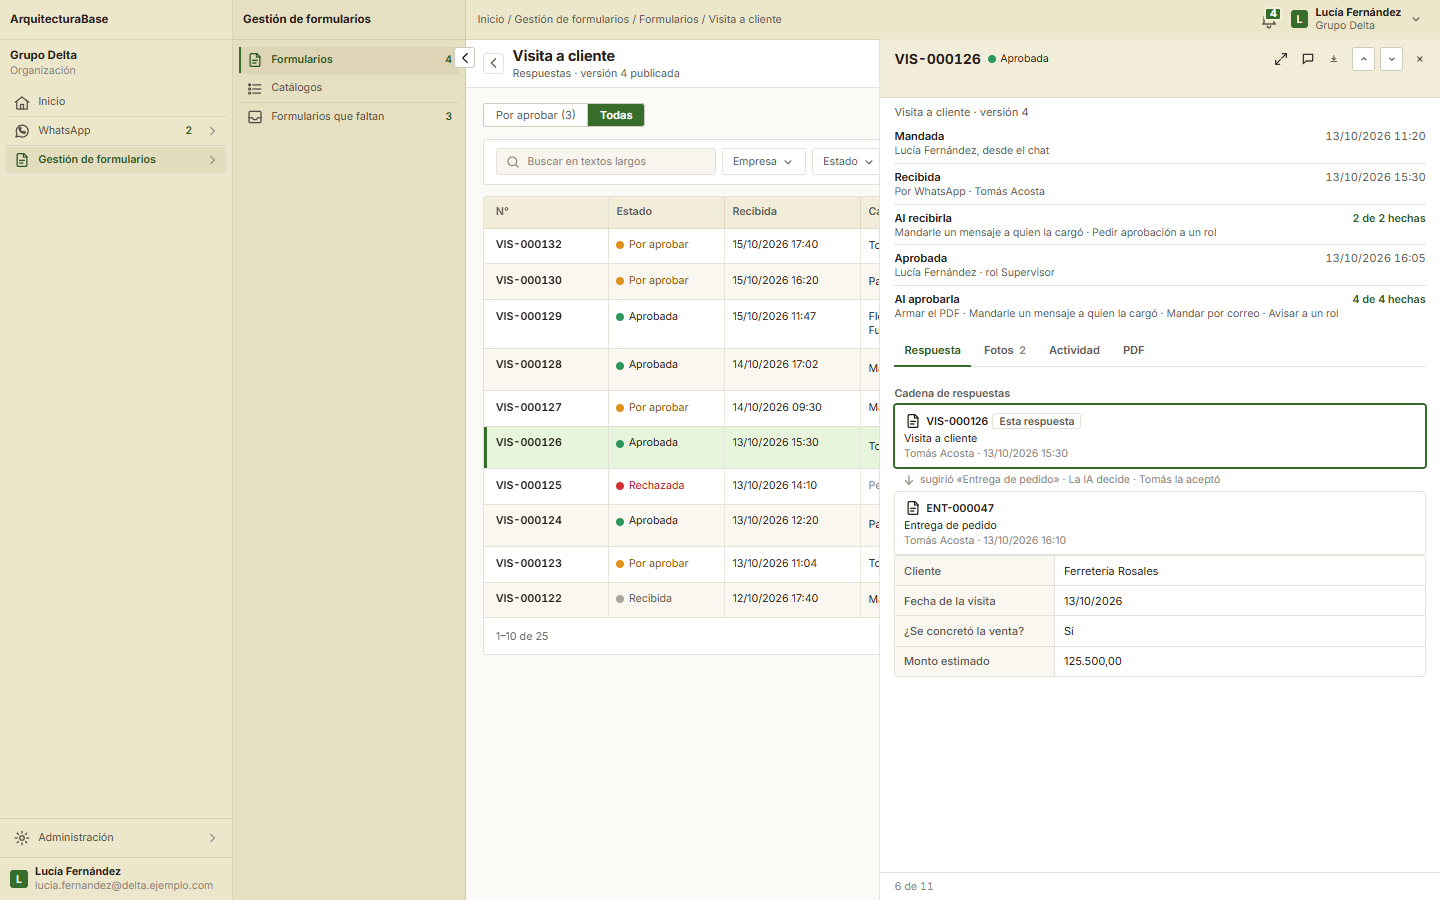 ArquitecturaBase
Grupo Delta
Organización
Inicio
WhatsApp 2
Gestión de formularios
Administración
L
Lucía Fernández
lucia.fernandez@delta.ejemplo.com
Gestión de formularios
Formularios 4
Catálogos
Formularios que faltan 3
Inicio / Gestión de formularios / Formularios / Visita a cliente
4
L
Lucía Fernández
Grupo Delta
Visita a cliente
Respuestas · versión 4 publicada
Por aprobar (3) Todas
Buscar en textos largos Empresa Estado
N° Estado Recibida
VIS-000132 Por aprobar 15/10/2026 17:40
VIS-000130 Por aprobar 15/10/2026 16:20
VIS-000129 Aprobada 15/10/2026 11:47
VIS-000128 Aprobada 14/10/2026 17:02
VIS-000127 Por aprobar 14/10/2026 09:30
VIS-000126 Aprobada 13/10/2026 15:30
VIS-000125 Rechazada 13/10/2026 14:10
VIS-000124 Aprobada 13/10/2026 12:20
VIS-000123 Por aprobar 13/10/2026 11:04
VIS-000122 Recibida 12/10/2026 17:40
1–10 de 25
VIS-000126 Aprobada
Visita a cliente · versión 4
Mandada 13/10/2026 11:20
Lucía Fernández, desde el chat
Recibida 13/10/2026 15:30
Por WhatsApp · Tomás Acosta
Al recibirla 2 de 2 hechas
Mandarle un mensaje a quien la cargó · Pedir aprobación a un rol
Aprobada 13/10/2026 16:05
Lucía Fernández · rol Supervisor
Al aprobarla 4 de 4 hechas
Armar el PDF · Mandarle un mensaje a quien la cargó · Mandar por correo · Avisar a un rol
Respuesta Fotos 2 Actividad PDF
Cadena de respuestas
VIS-000126 Esta respuesta
Visita a cliente
Tomás Acosta · 13/10/2026 15:30
sugirió «Entrega de pedido» · La IA decide · Tomás la aceptó
ENT-000047
Entrega de pedido
Tomás Acosta · 13/10/2026 16:10
Cliente Ferretería Rosales
Fecha de la visita 13/10/2026
¿Se concretó la venta? Sí
Monto estimado 125.500,00
6 de 11